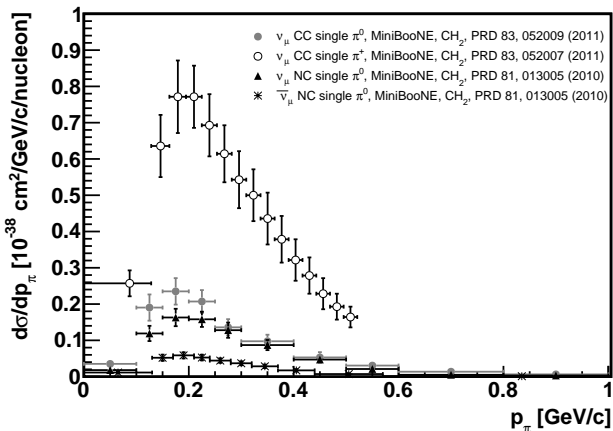 ν_μ CC single π⁰, MiniBooNE, CH₂, PRD 83, 052009 (2011)
ν_μ CC single π⁺, MiniBooNE, CH₂, PRD 83, 052007 (2011)
ν_μ NC single π⁰, MiniBooNE, CH₂, PRD 81, 013005 (2010)
ν̅_μ NC single π⁰, MiniBooNE, CH₂, PRD 81, 013005 (2010)
dσ/dp_π [10⁻³⁸ cm²/GeV/c/nucleon]
1
0.9
0.8
0.7
0.6
0.5
0.4
0.3
0.2
0.1
0
0 0.2 0.4 0.6 0.8 1
p_π [GeV/c]